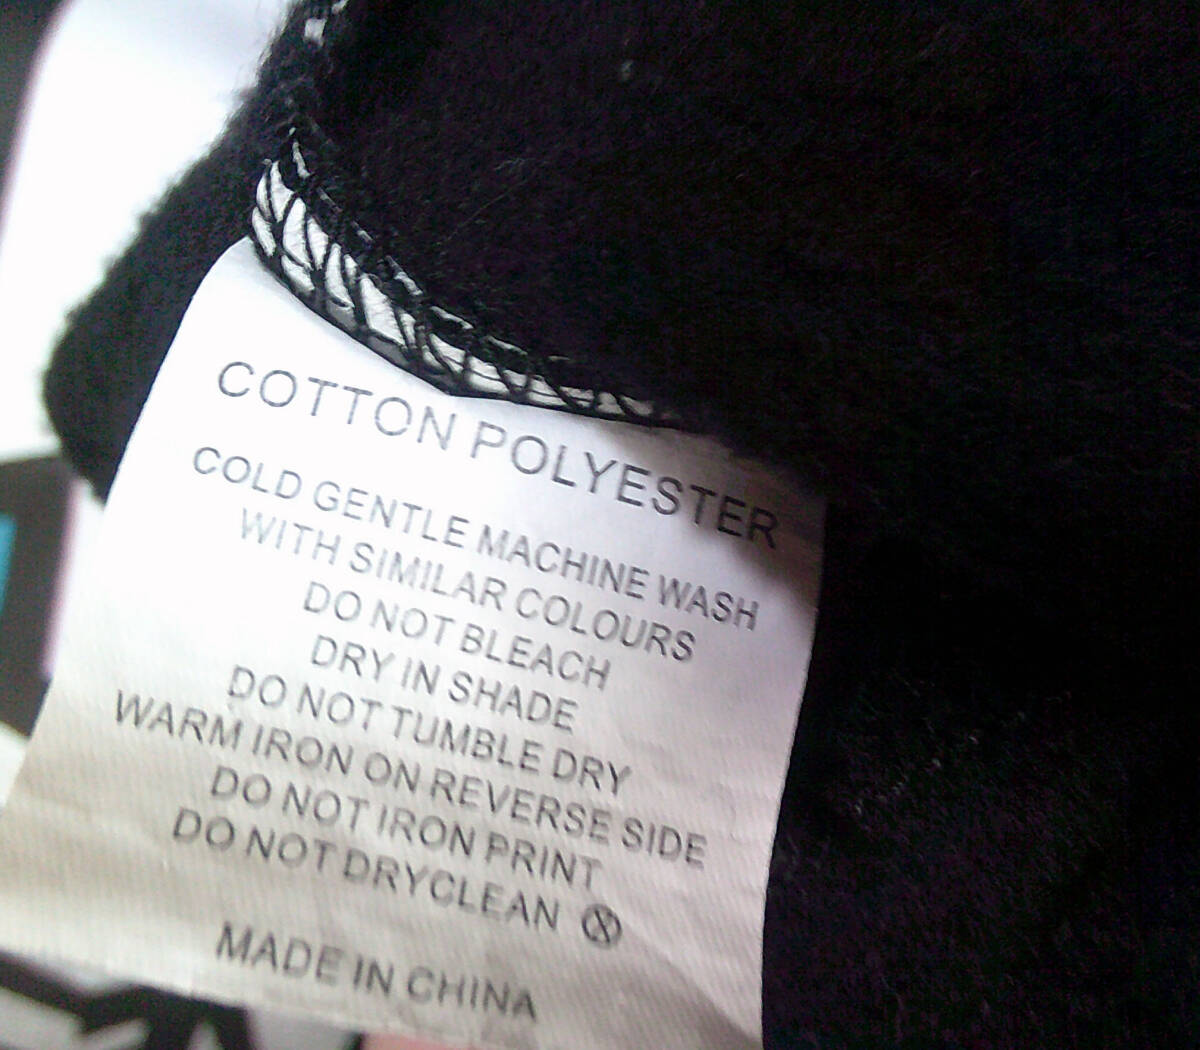 COTTON POLYESTER
COLD GENTLE MACHINE WASH
WITH SIMILAR COLOURS
DO NOT BLEACH
DRY IN SHADE
DO NOT TUMBLE DRY
WARM IRON ON REVERSE SIDE
DO NOT IRON PRINT
DO NOT DRYCLEAN
MADE IN CHINA